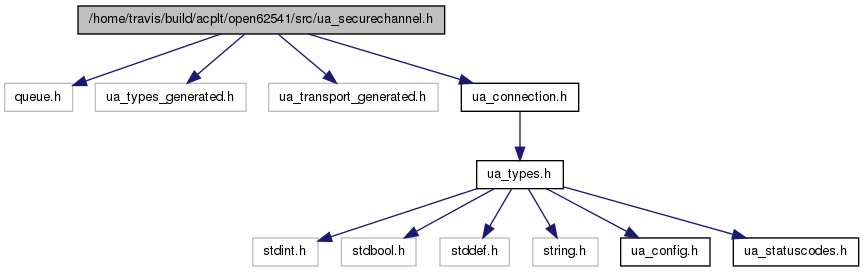 /home/travis/build/acplt/open62541/src/ua_securechannel.h
queue.h
ua_types_generated.h
ua_transport_generated.h
ua_connection.h
ua_types.h
stdint.h
stdbool.h
stddef.h
string.h
ua_config.h
ua_statuscodes.h